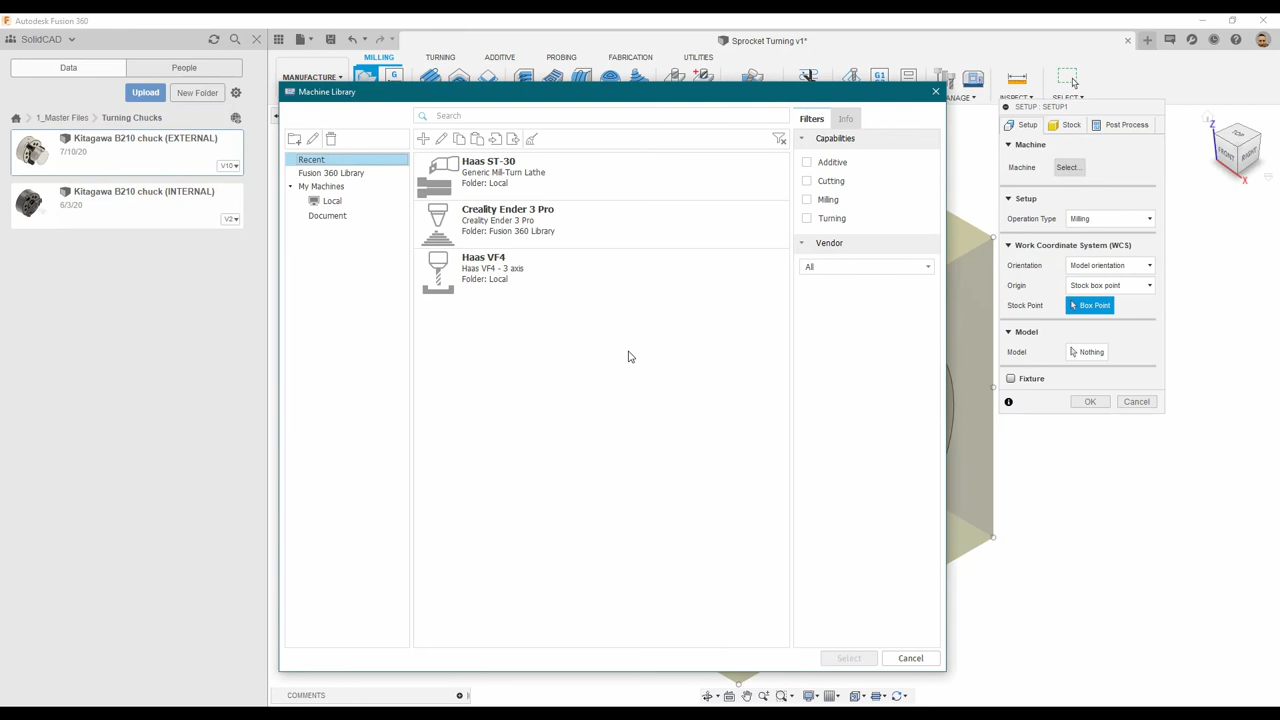 Autodesk Fusion 360
SolidCAD
Data
People
Upload
New Folder
1_Master Files
Turning Chucks
Kitagawa B210 chuck (EXTERNAL)
7/10/20
V10
Kitagawa B210 chuck (INTERNAL)
6/3/20
V2
Sprocket Turning v1*
MILLING
TURNING
ADDITIVE
PROBING
FABRICATION
UTILITIES
MANUFACTURE
INSPECT
SELECT
Machine Library
Search
Recent
Fusion 360 Library
My Machines
Local
Document
Haas ST-30
Generic Mill-Turn Lathe
Folder: Local
Creality Ender 3 Pro
Creality Ender 3 Pro
Folder: Fusion 360 Library
Haas VF4
Haas VF4 - 3 axis
Folder: Local
Filters
Info
Capabilities
Additive
Cutting
Milling
Turning
Vendor
All
Select
Cancel
SETUP : SETUP1
Setup
Stock
Post Process
Machine
Machine
Select...
Setup
Operation Type
Milling
Work Coordinate System (WCS)
Orientation
Model orientation
Origin
Stock box point
Stock Point
Box Point
Model
Model
Nothing
Fixture
OK
Cancel
TOP
FRONT
RIGHT
Z
X
COMMENTS